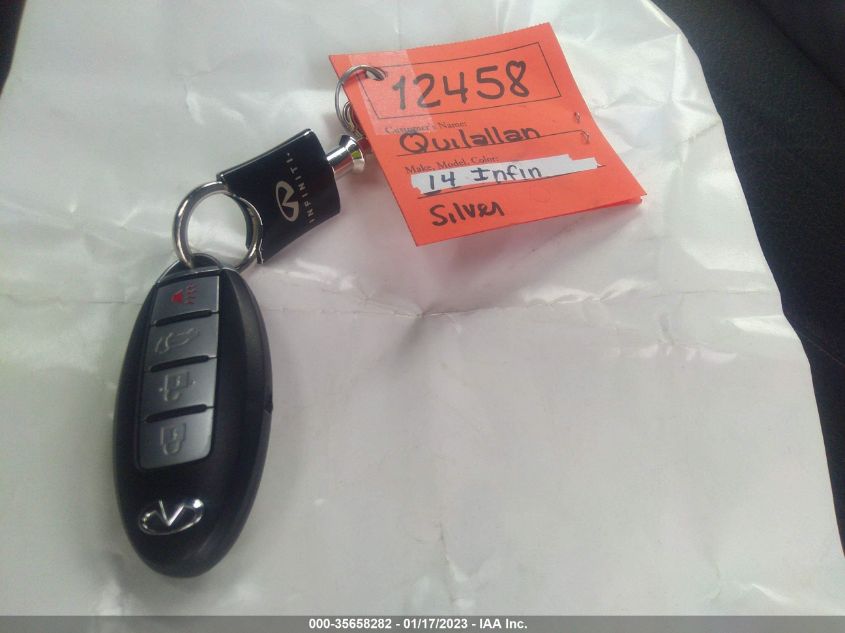 12458
Customer's Name:
Quilallan
Make, Model, Color:
14 Infin
Silver
INFINITI.
000-35658282 - 01/17/2023 - IAA Inc.